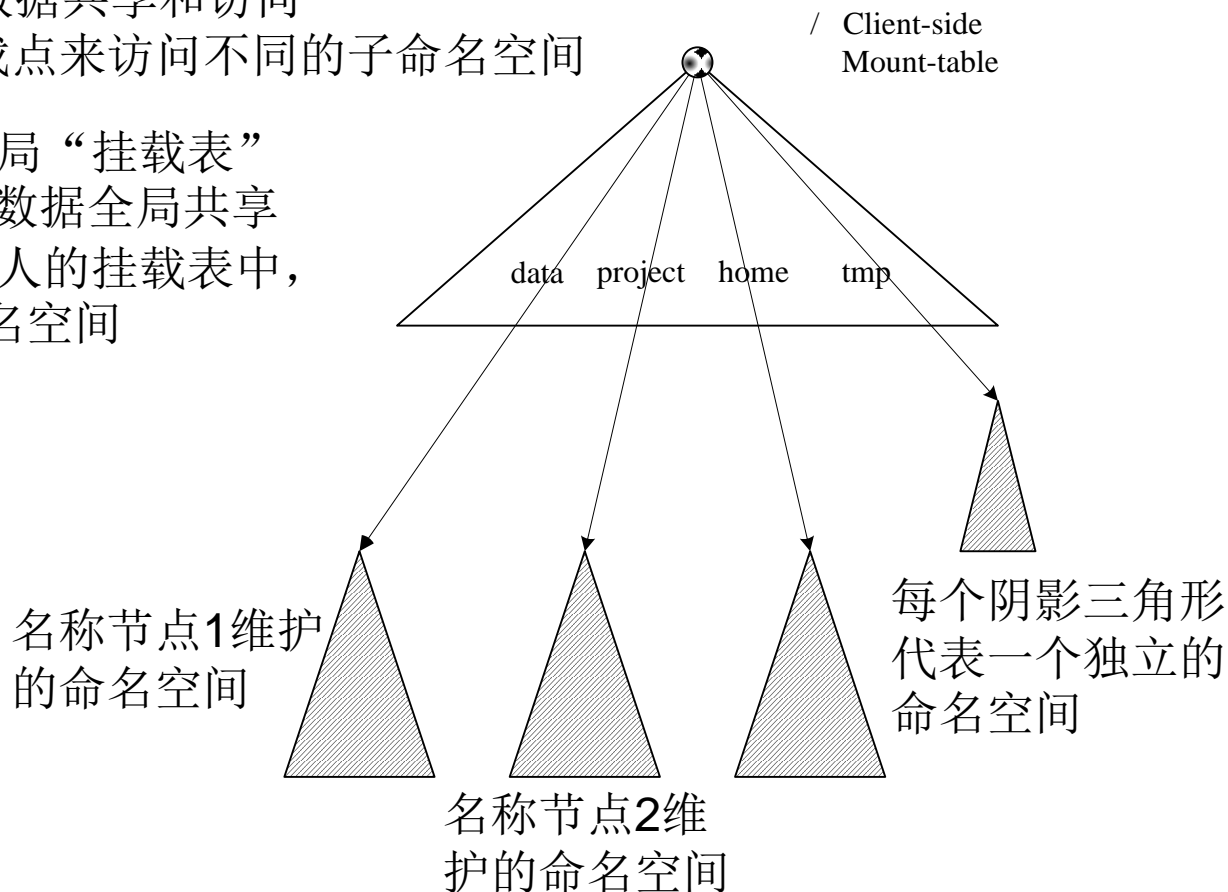 数据共享和访问
载点来访问不同的子命名空间
局“挂载表”
数据全局共享
人的挂载表中，
名空间
/ Client-side
Mount-table
data project home tmp
名称节点1维护
的命名空间
名称节点2维
护的命名空间
每个阴影三角形
代表一个独立的
命名空间